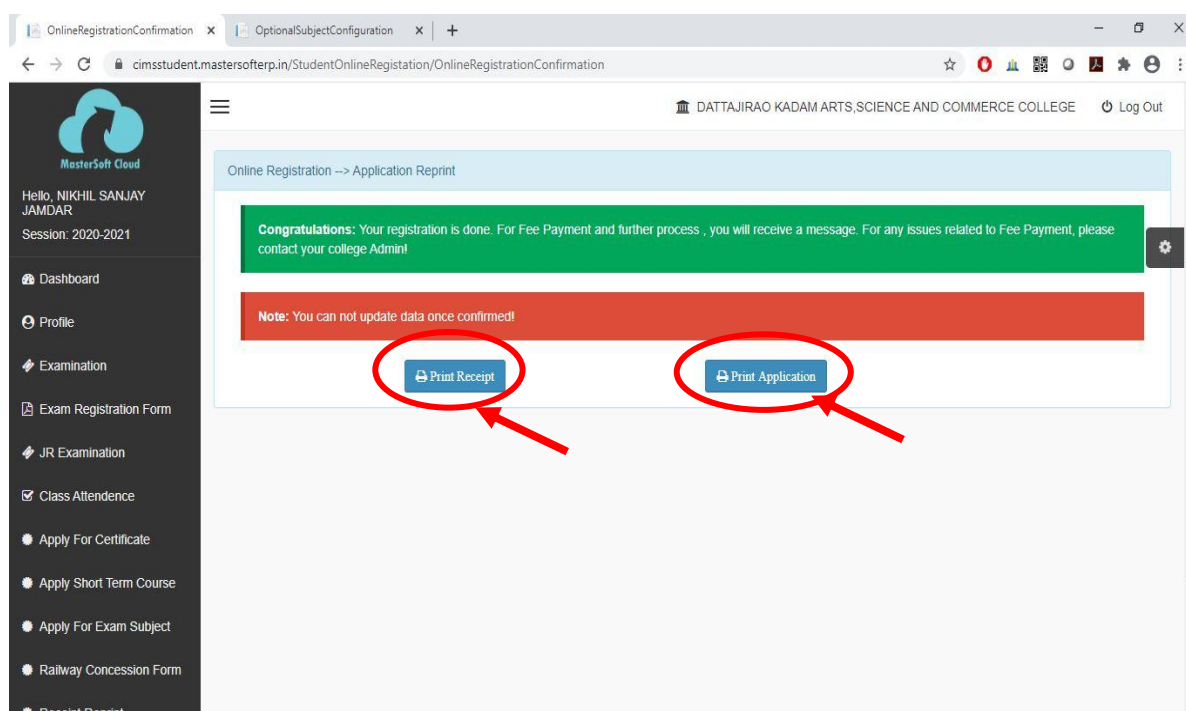 OnlineRegistrationConfirmation
OptionalSubjectConfiguration
cimsstudent.mastersofterp.in/StudentOnlineRegistation/OnlineRegistrationConfirmation
MasterSoft Cloud
DATTAJIRAO KADAM ARTS,SCIENCE AND COMMERCE COLLEGE
Log Out
Hello, NIKHIL SANJAY
JAMDAR
Session: 2020-2021
Dashboard
Profile
Examination
Exam Registration Form
JR Examination
Class Attendence
Apply For Certificate
Apply Short Term Course
Apply For Exam Subject
Railway Concession Form
Receipt Reprint
Online Registration --> Application Reprint
Congratulations: Your registration is done. For Fee Payment and further process , you will receive a message. For any issues related to Fee Payment, please
contact your college Admin!
Note: You can not update data once confirmed!
Print Receipt
Print Application